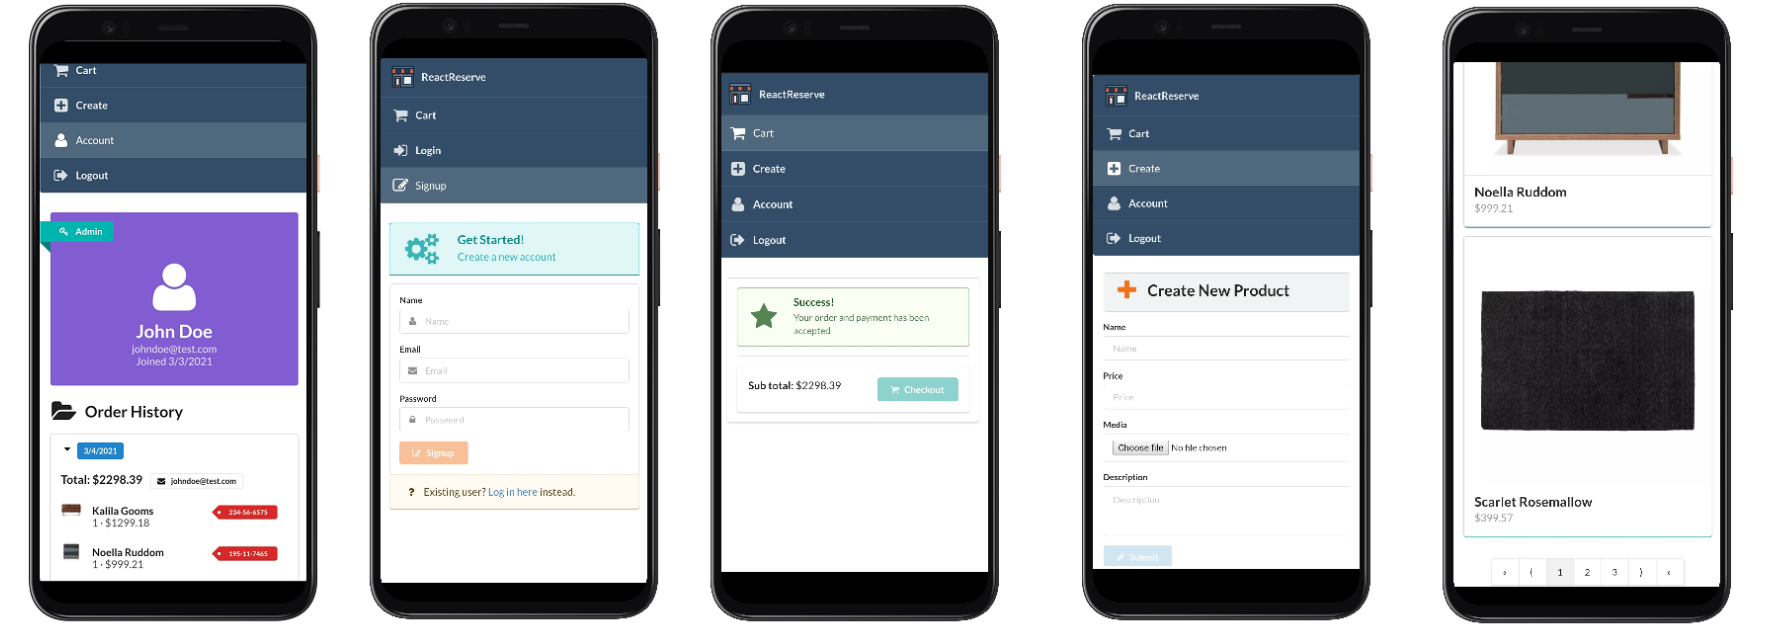 Cart
Create
Account
Logout
Admin
John Doe
johndoe@test.com
Joined 3/3/2021
Order History
3/4/2021
Total: $2298.39 johndoe@test.com
Kalila Gooms
1 · $1299.18
234-56-6575
Noella Ruddom
1 · $999.21
195-11-7465
ReactReserve
Cart
Login
Signup
Get Started!
Create a new account
Name
Name
Email
Email
Password
Password
Signup
? Existing user? Log in here instead.
ReactReserve
Cart
Create
Account
Logout
Success!
Your order and payment has been
accepted
Sub total: $2298.39
Checkout
ReactReserve
Cart
Create
Account
Logout
Create New Product
Name
Name
Price
Price
Media
Choose file No file chosen
Description
Description
Submit
Noella Ruddom
$999.21
Scarlet Rosemallow
$399.57
» ⟨ 1 2 3 ⟩ «